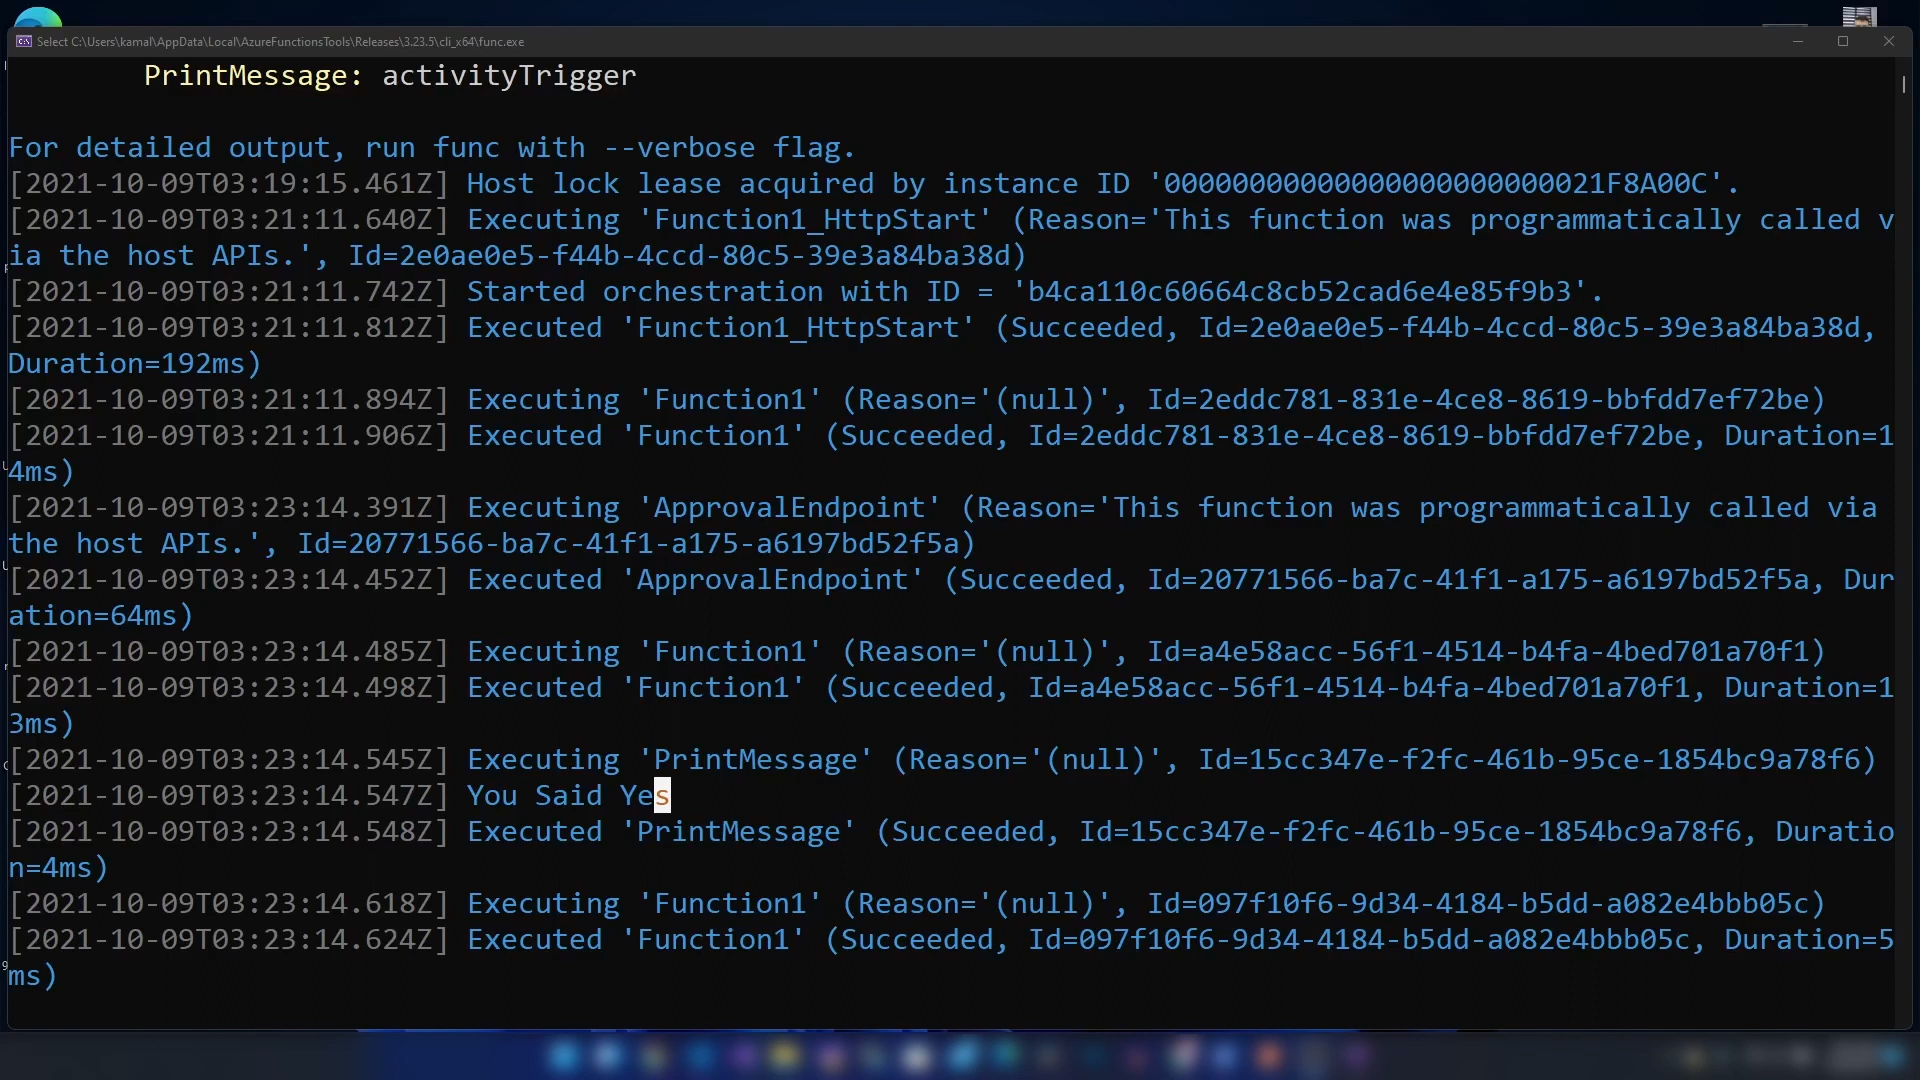 Select C:\Users\kamal\AppData\Local\AzureFunctionsTools\Releases\3.23.5\cli_x64\func.exe
PrintMessage: activityTrigger
For detailed output, run func with --verbose flag.
[2021-10-09T03:19:15.461Z] Host lock lease acquired by instance ID '00000000000000000000000021F8A00C'.
[2021-10-09T03:21:11.640Z] Executing 'Function1_HttpStart' (Reason='This function was programmatically called v
ia the host APIs.', Id=2e0ae0e5-f44b-4ccd-80c5-39e3a84ba38d)
[2021-10-09T03:21:11.742Z] Started orchestration with ID = 'b4ca110c60664c8cb52cad6e4e85f9b3'.
[2021-10-09T03:21:11.812Z] Executed 'Function1_HttpStart' (Succeeded, Id=2e0ae0e5-f44b-4ccd-80c5-39e3a84ba38d,
Duration=192ms)
[2021-10-09T03:21:11.894Z] Executing 'Function1' (Reason='(null)', Id=2eddc781-831e-4ce8-8619-bbfdd7ef72be)
[2021-10-09T03:21:11.906Z] Executed 'Function1' (Succeeded, Id=2eddc781-831e-4ce8-8619-bbfdd7ef72be, Duration=1
4ms)
[2021-10-09T03:23:14.391Z] Executing 'ApprovalEndpoint' (Reason='This function was programmatically called via
the host APIs.', Id=20771566-ba7c-41f1-a175-a6197bd52f5a)
[2021-10-09T03:23:14.452Z] Executed 'ApprovalEndpoint' (Succeeded, Id=20771566-ba7c-41f1-a175-a6197bd52f5a, Dur
ation=64ms)
[2021-10-09T03:23:14.485Z] Executing 'Function1' (Reason='(null)', Id=a4e58acc-56f1-4514-b4fa-4bed701a70f1)
[2021-10-09T03:23:14.498Z] Executed 'Function1' (Succeeded, Id=a4e58acc-56f1-4514-b4fa-4bed701a70f1, Duration=1
3ms)
[2021-10-09T03:23:14.545Z] Executing 'PrintMessage' (Reason='(null)', Id=15cc347e-f2fc-461b-95ce-1854bc9a78f6)
[2021-10-09T03:23:14.547Z] You Said Yes
[2021-10-09T03:23:14.548Z] Executed 'PrintMessage' (Succeeded, Id=15cc347e-f2fc-461b-95ce-1854bc9a78f6, Duratio
n=4ms)
[2021-10-09T03:23:14.618Z] Executing 'Function1' (Reason='(null)', Id=097f10f6-9d34-4184-b5dd-a082e4bbb05c)
[2021-10-09T03:23:14.624Z] Executed 'Function1' (Succeeded, Id=097f10f6-9d34-4184-b5dd-a082e4bbb05c, Duration=5
ms)